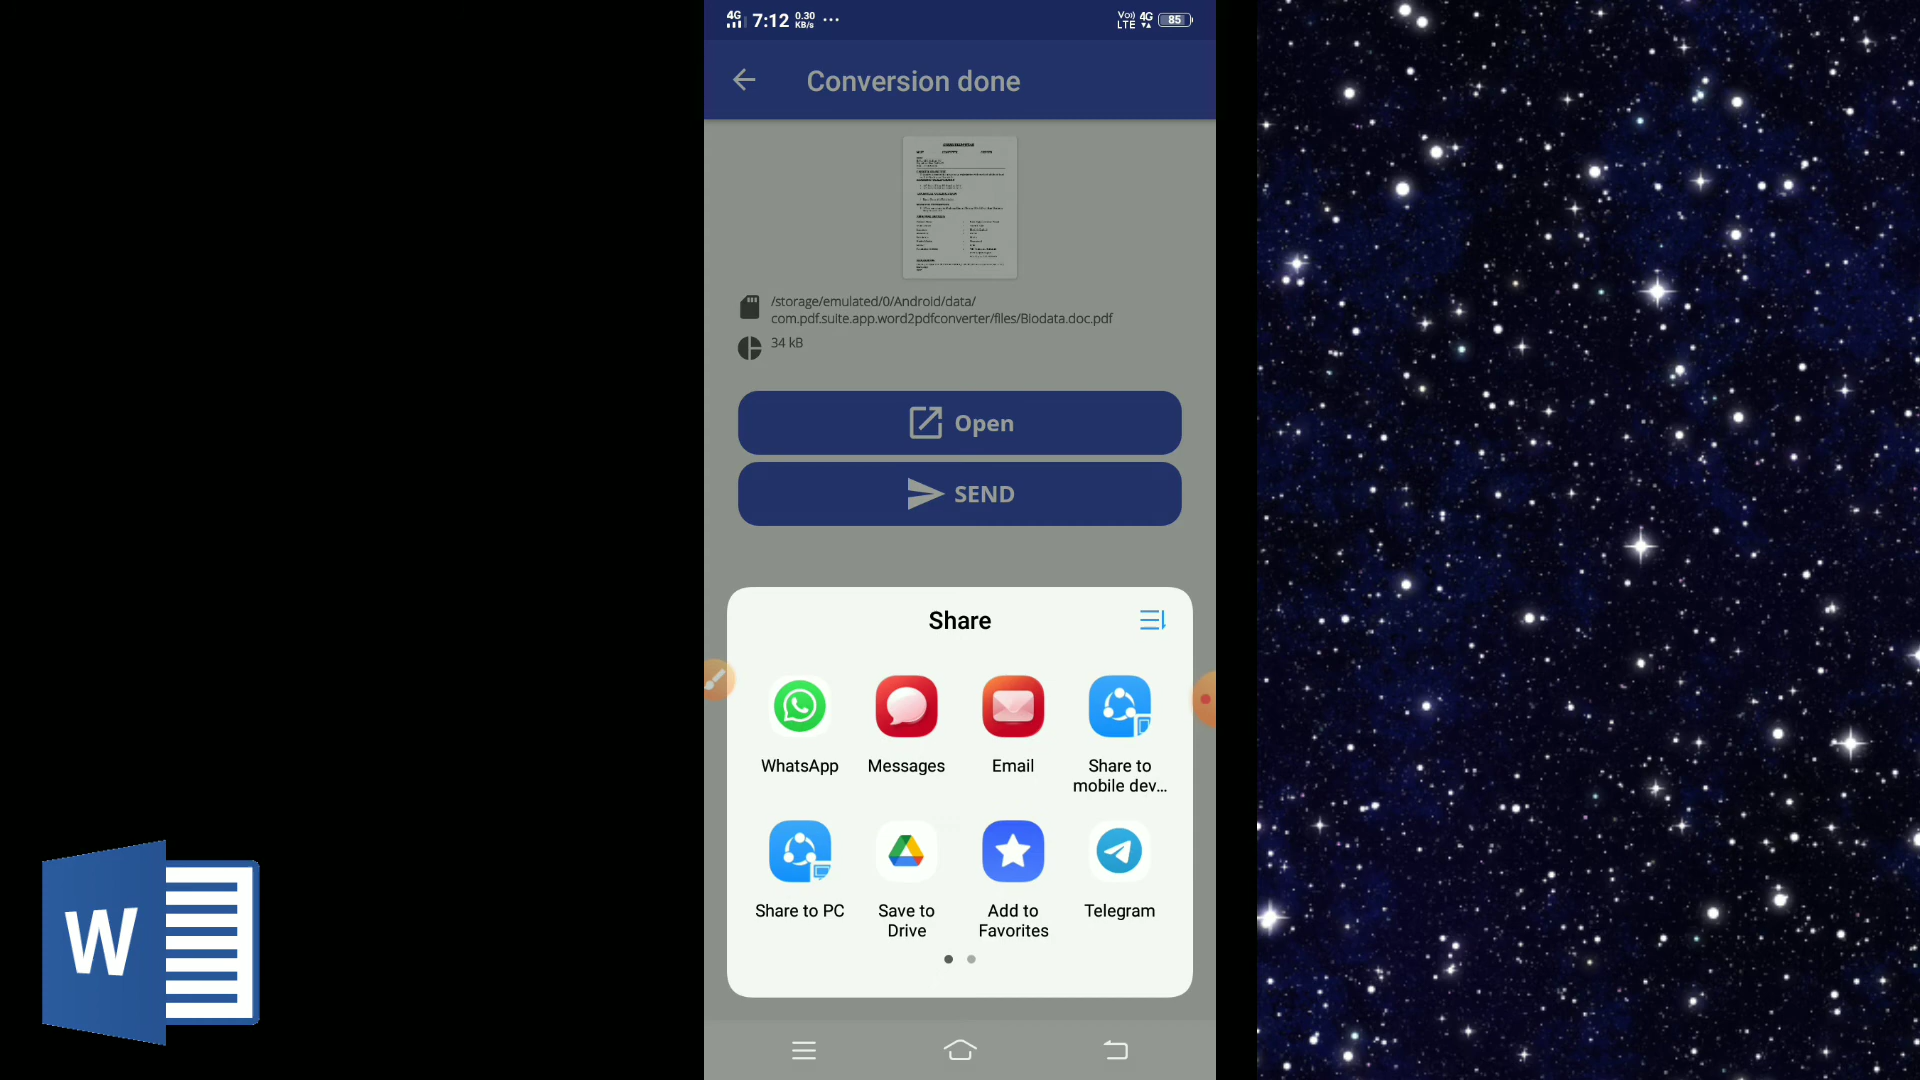 4G 7:12 0.30 KB/s ... Vo) LTE 4G 85
Conversion done
/storage/emulated/0/Android/data/
com.pdf.suite.app.word2pdfconverter/files/Biodata.doc.pdf
34 kB
Open
SEND
Share
WhatsApp Messages Email Share to mobile dev...
Share to PC Save to Drive Add to Favorites Telegram
W